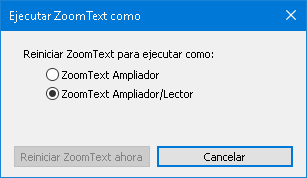 Ejecutar ZoomText como
Reiniciar ZoomText para ejecutar como:
ZoomText Ampliador
ZoomText Ampliador/Lector
Reiniciar ZoomText ahora
Cancelar